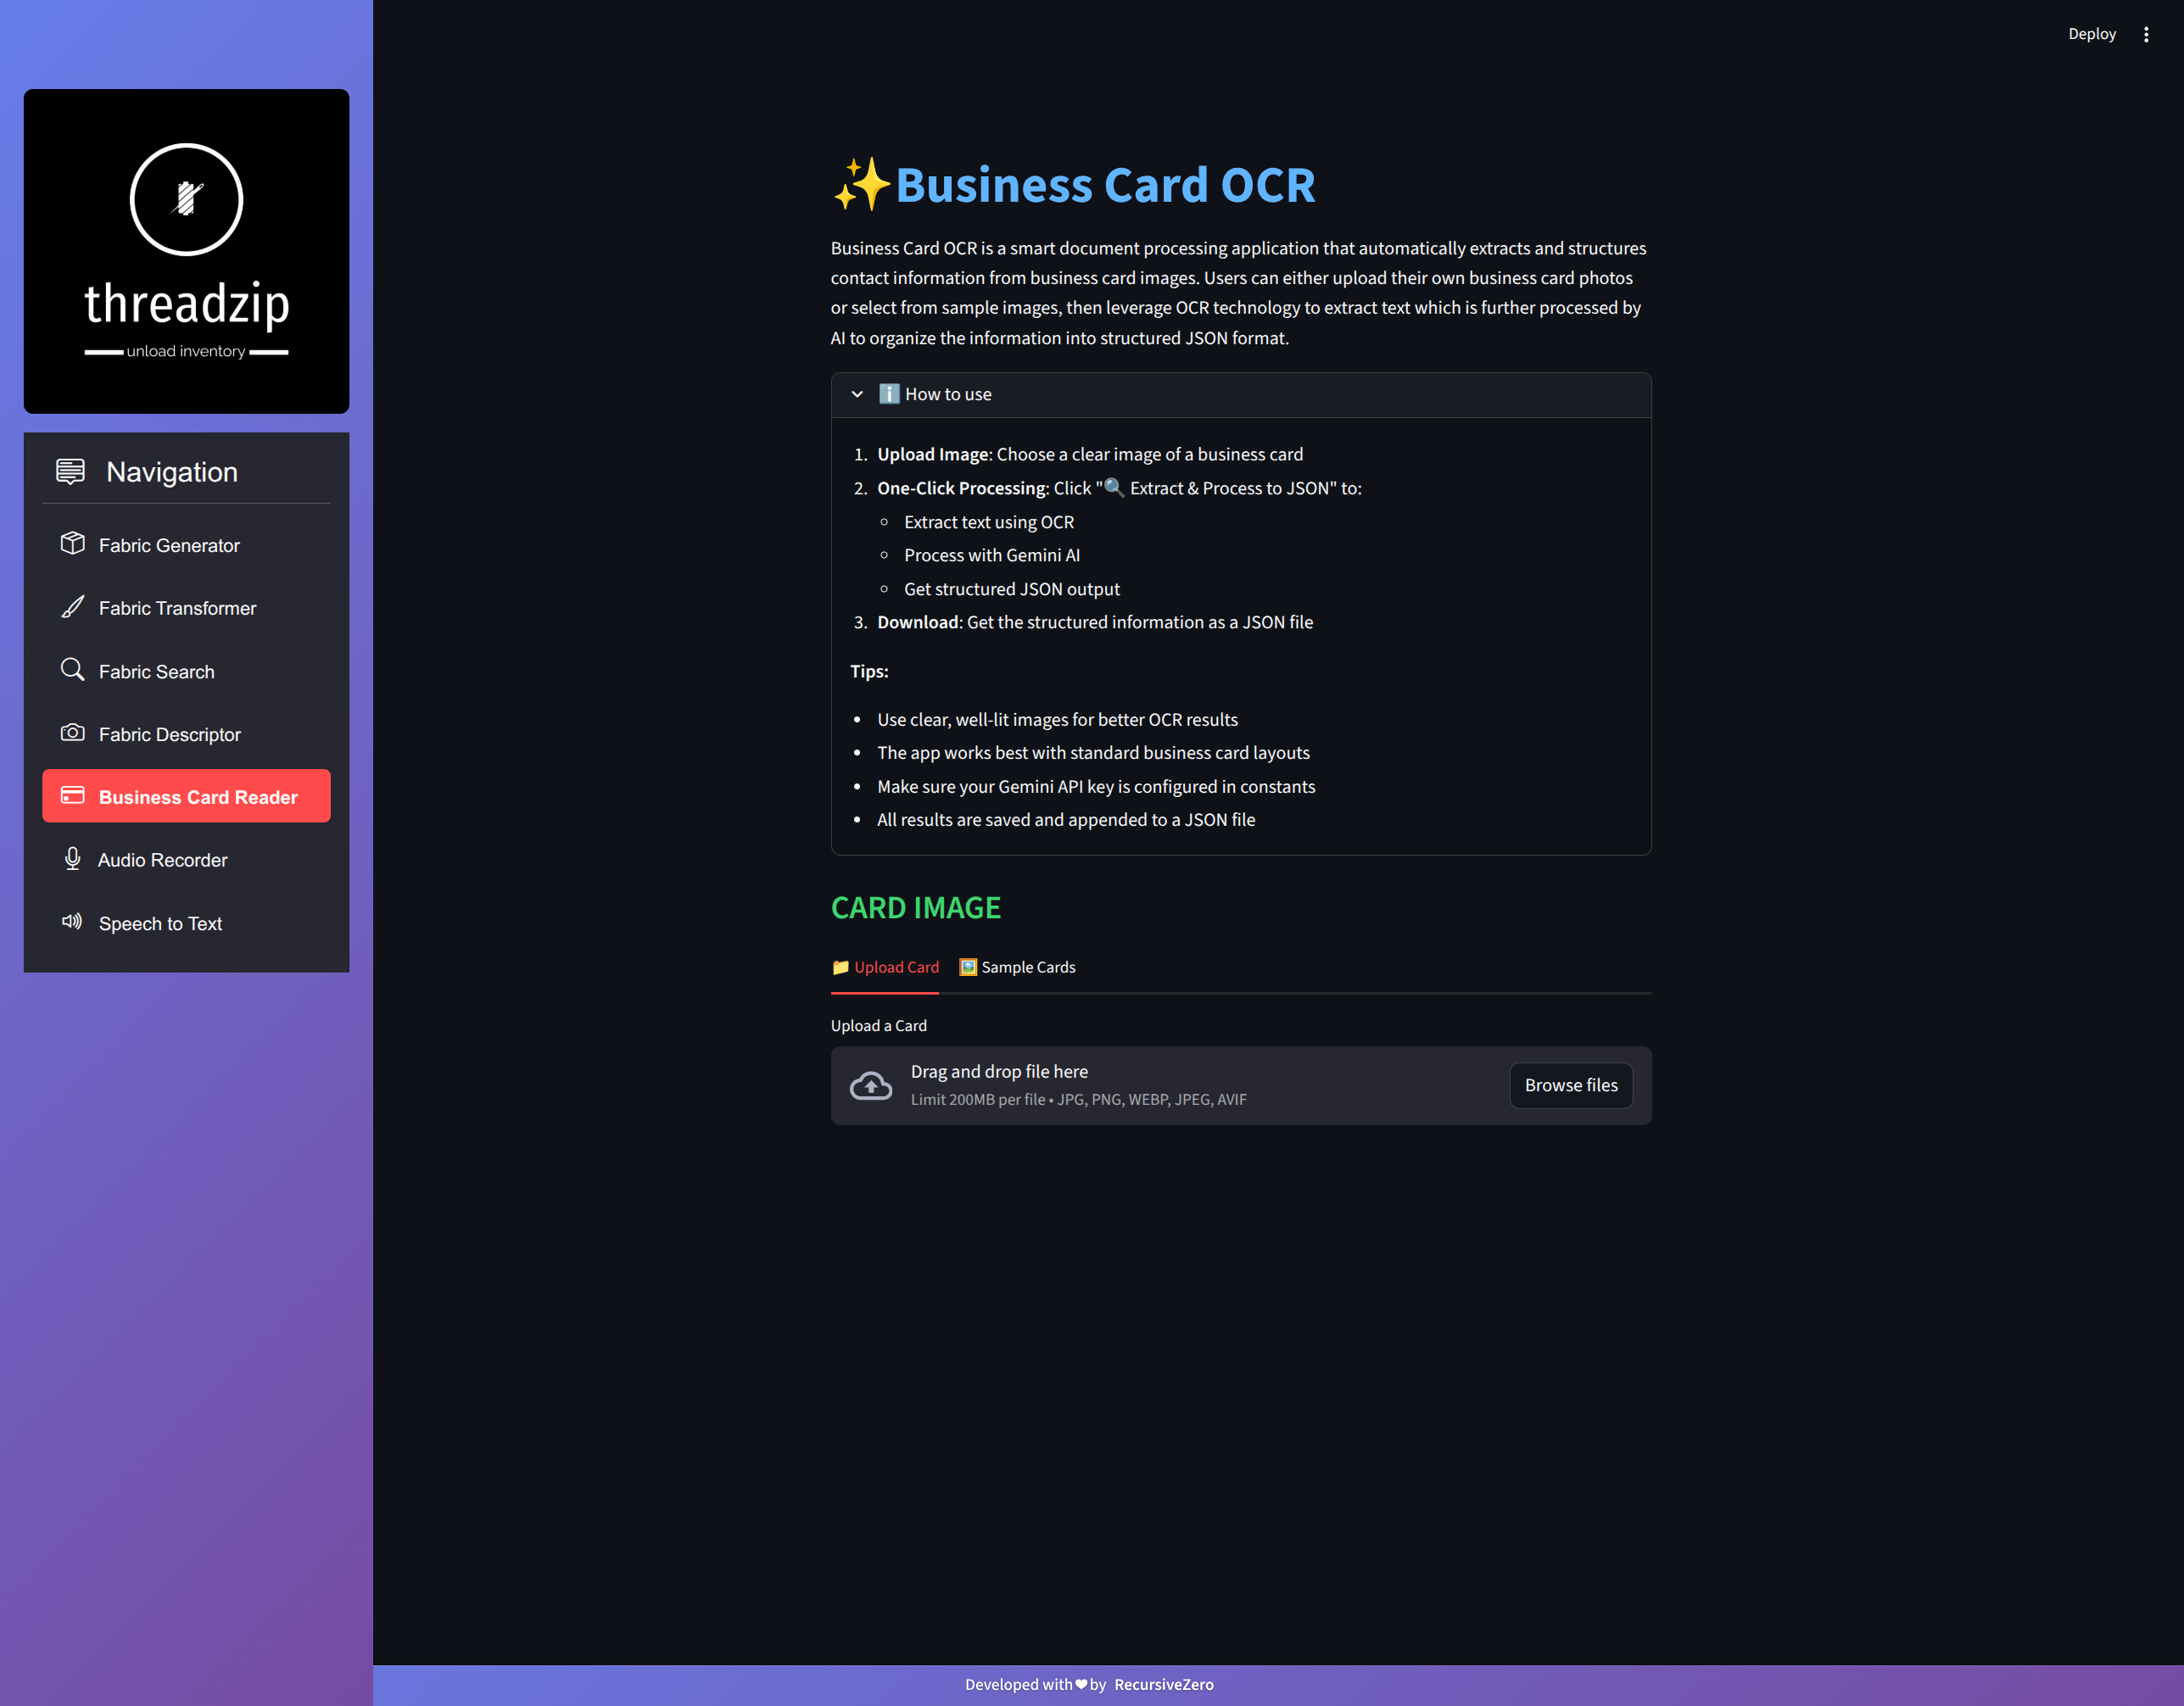 Deploy
threadzip
unload inventory
Navigation
Fabric Generator
Fabric Transformer
Fabric Search
Fabric Descriptor
Business Card Reader
Audio Recorder
Speech to Text
✨Business Card OCR
Business Card OCR is a smart document processing application that automatically extracts and structures
contact information from business card images. Users can either upload their own business card photos
or select from sample images, then leverage OCR technology to extract text which is further processed by
AI to organize the information into structured JSON format.
ℹ️ How to use
1. Upload Image: Choose a clear image of a business card
2. One-Click Processing: Click "🔍 Extract & Process to JSON" to:
Extract text using OCR
Process with Gemini AI
Get structured JSON output
3. Download: Get the structured information as a JSON file
Tips:
• Use clear, well-lit images for better OCR results
• The app works best with standard business card layouts
• Make sure your Gemini API key is configured in constants
• All results are saved and appended to a JSON file
CARD IMAGE
📁 Upload Card 🖼️ Sample Cards
Upload a Card
Drag and drop file here
Limit 200MB per file • JPG, PNG, WEBP, JPEG, AVIF
Browse files
Developed with❤by RecursiveZero